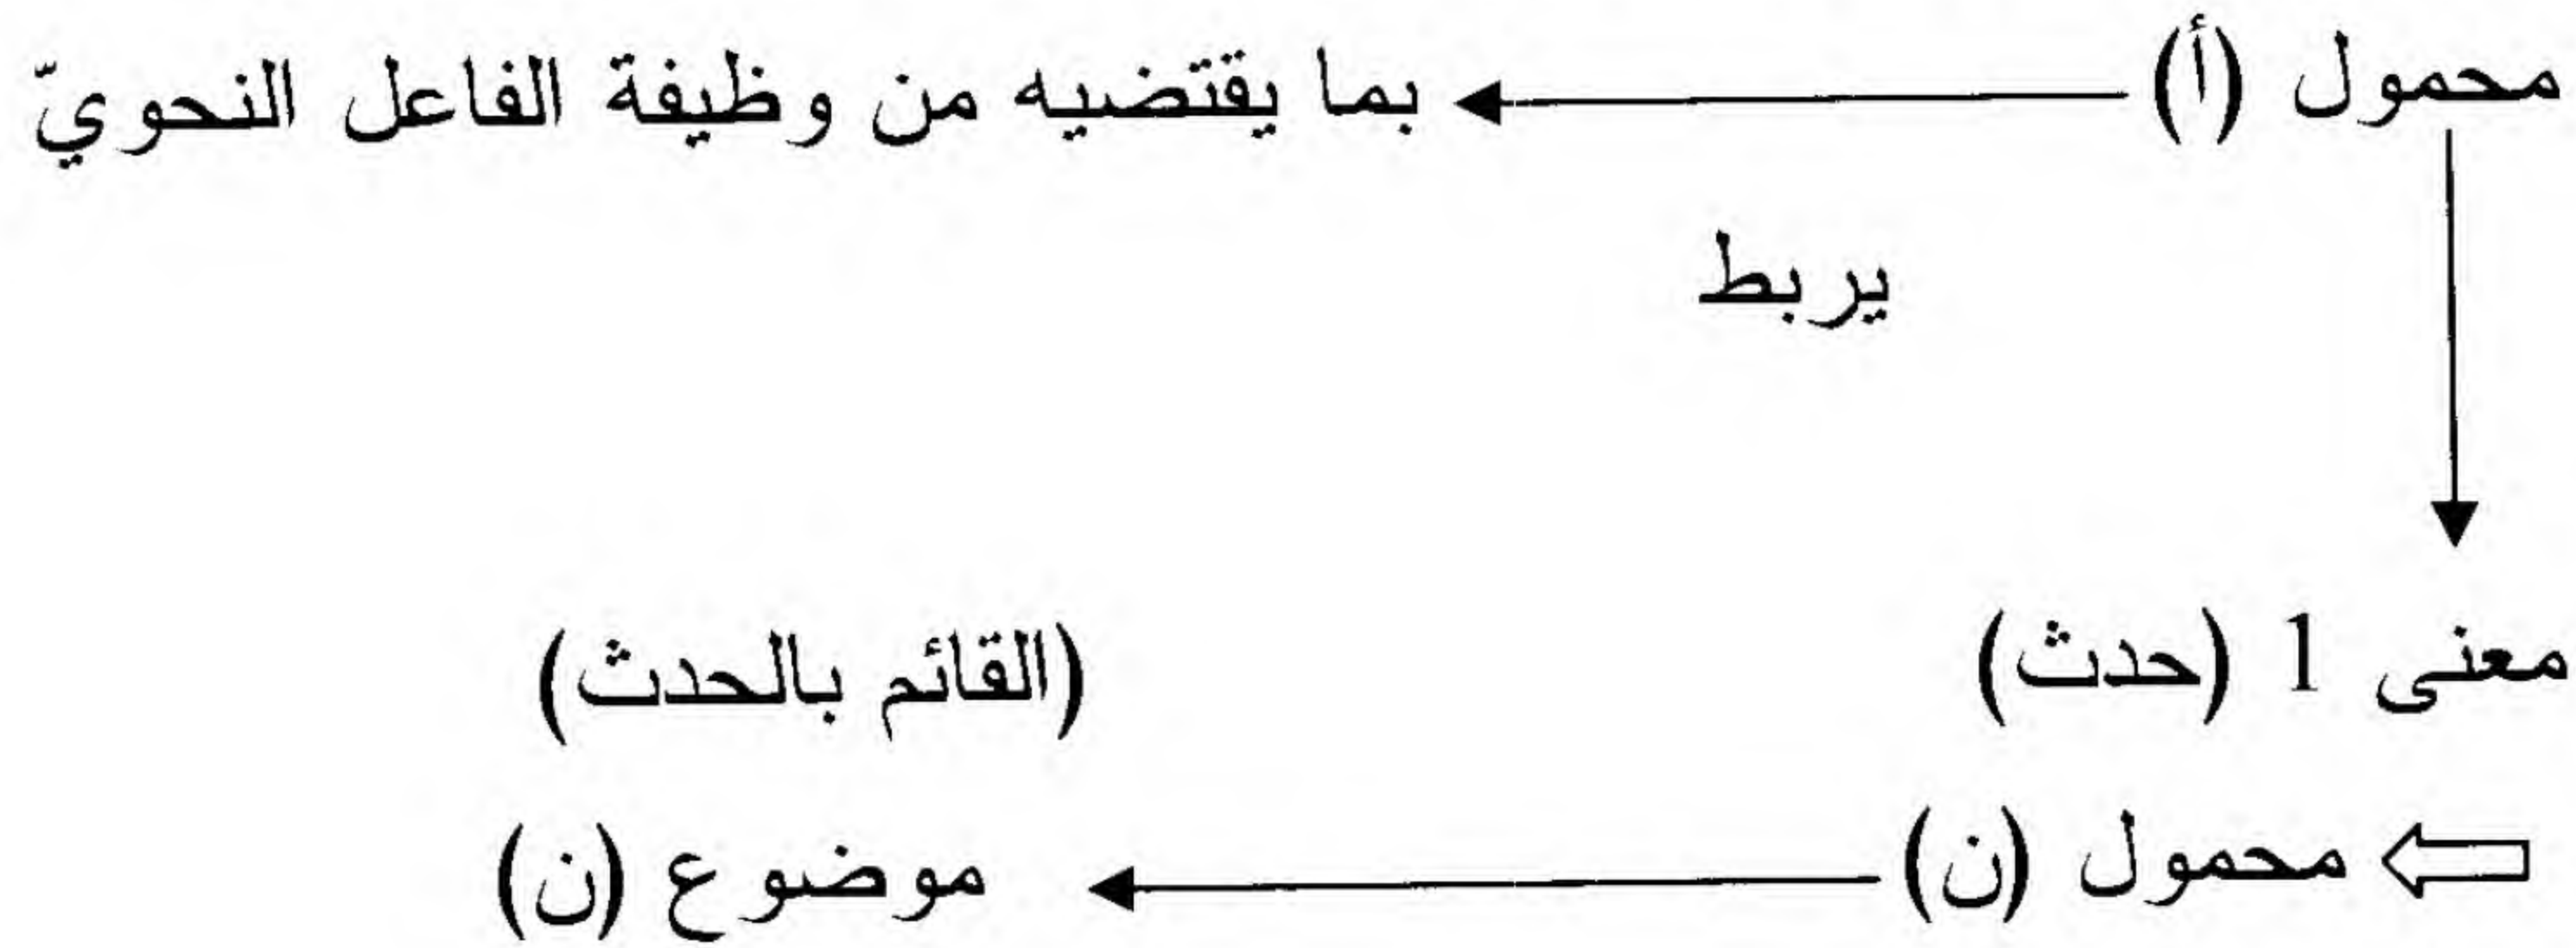 محمول (أ) بما يقتضيه من وظيفة الفاعل النحويّ
يربط
معنى 1 (حدث) (القائم بالحدث)
محمول (ن) موضوع (ن)